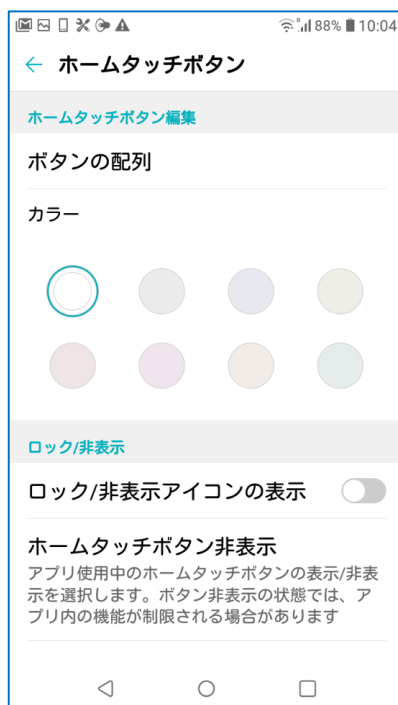 88% 10:04
ホームタッチボタン
ホームタッチボタン編集
ボタンの配列
カラー
ロック/非表示
ロック/非表示アイコンの表示
ホームタッチボタン非表示
アプリ使用中のホームタッチボタンの表示/非表
示を選択します。ボタン非表示の状態では、ア
プリ内の機能が制限される場合があります